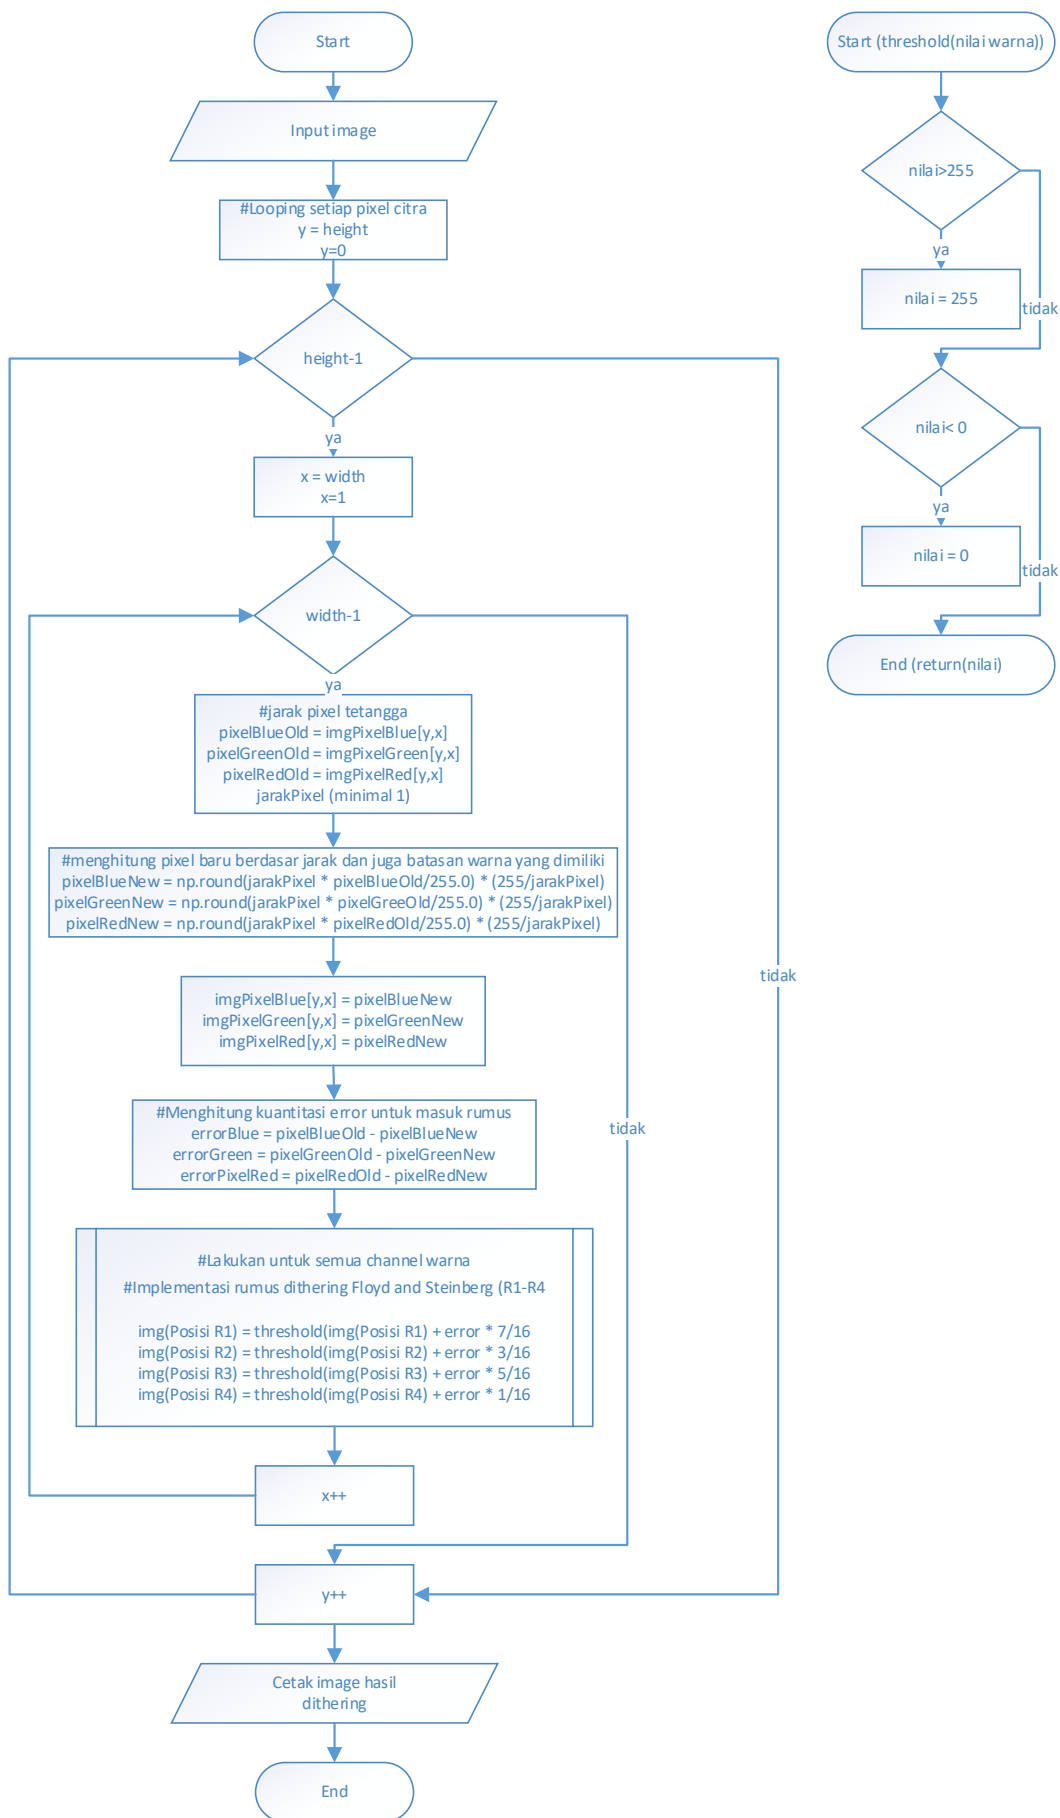 Start
Input image
#Looping setiap pixel citra
y = height
y=0
height-1
ya
x = width
x=1
width-1
ya
#jarak pixel tetangga
pixelBlueOld = imgPixelBlue[y,x]
pixelGreenOld = imgPixelGreen[y,x]
pixelRedOld = imgPixelRed[y,x]
jarakPixel (minimal 1)
#menghitung pixel baru berdasar jarak dan juga batasan warna yang dimiliki
pixelBlueNew = np.round(jarakPixel * pixelBlueOld/255.0) * (255/jarakPixel)
pixelGreenNew = np.round(jarakPixel * pixelGreeOld/255.0) * (255/jarakPixel)
pixelRedNew = np.round(jarakPixel * pixelRedOld/255.0) * (255/jarakPixel)
tidak
imgPixelBlue[y,x] = pixelBlueNew
imgPixelGreen[y,x] = pixelGreenNew
imgPixelRed[y,x] = pixelRedNew
#Menghitung kuantitasi error untuk masuk rumus
errorBlue = pixelBlueOld - pixelBlueNew
errorGreen = pixelGreenOld - pixelGreenNew
errorPixelRed = pixelRedOld - pixelRedNew
tidak
#Lakukan untuk semua channel warna
#Implementasi rumus dithering Floyd and Steinberg (R1-R4
img(Posisi R1) = threshold(img(Posisi R1) + error * 7/16
img(Posisi R2) = threshold(img(Posisi R2) + error * 3/16
img(Posisi R3) = threshold(img(Posisi R3) + error * 5/16
img(Posisi R4) = threshold(img(Posisi R4) + error * 1/16
x++
y++
Cetak image hasil
dithering
End
Start (threshold(nilai warna))
nilai>255
ya
nilai = 255
tidak
nilai< 0
ya
nilai = 0
tidak
End (return(nilai)